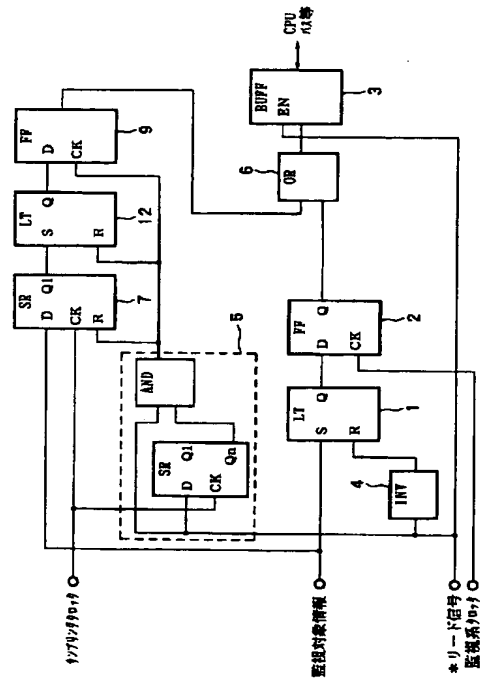 サンプリングクロック
監視対象情報
*リード信号
監視系クロック
SR
D
Q1
CK
R
7
LT
S
Q
R
12
FF
D
CK
9
5
AND
SR
D
Q1
CK
Qn
LT
S
Q
R
1
INV
4
FF
D
Q
CK
2
OR
6
BUFF
EN
3
CPU
バス等